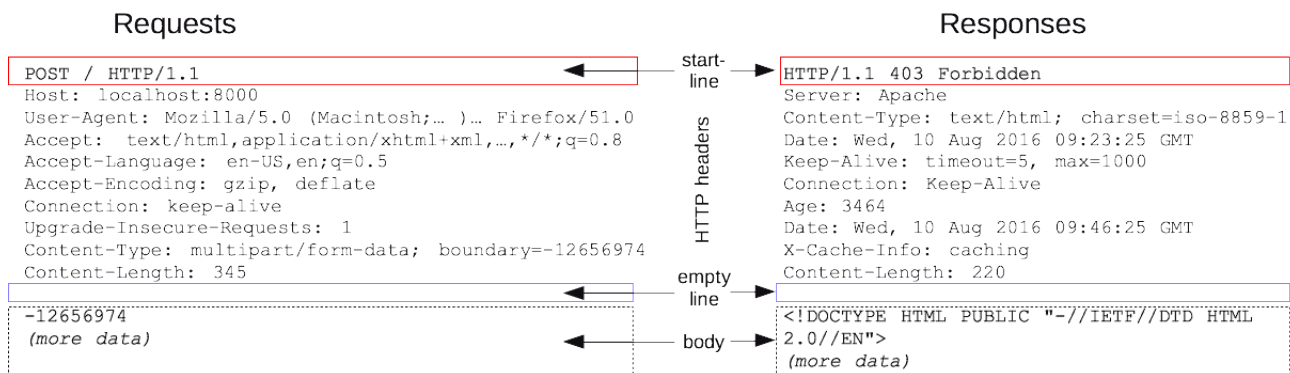 Requests
POST / HTTP/1.1
Host: localhost:8000
User-Agent: Mozilla/5.0 (Macintosh;… )… Firefox/51.0
Accept: text/html,application/xhtml+xml,…,*/*;q=0.8
Accept-Language: en-US,en;q=0.5
Accept-Encoding: gzip, deflate
Connection: keep-alive
Upgrade-Insecure-Requests: 1
Content-Type: multipart/form-data; boundary=-12656974
Content-Length: 345
-12656974
(more data)
start-
line
HTTP headers
empty
line
body
Responses
HTTP/1.1 403 Forbidden
Server: Apache
Content-Type: text/html; charset=iso-8859-1
Date: Wed, 10 Aug 2016 09:23:25 GMT
Keep-Alive: timeout=5, max=1000
Connection: Keep-Alive
Age: 3464
Date: Wed, 10 Aug 2016 09:46:25 GMT
X-Cache-Info: caching
Content-Length: 220
<!DOCTYPE HTML PUBLIC "-//IETF//DTD HTML
2.0//EN">
(more data)